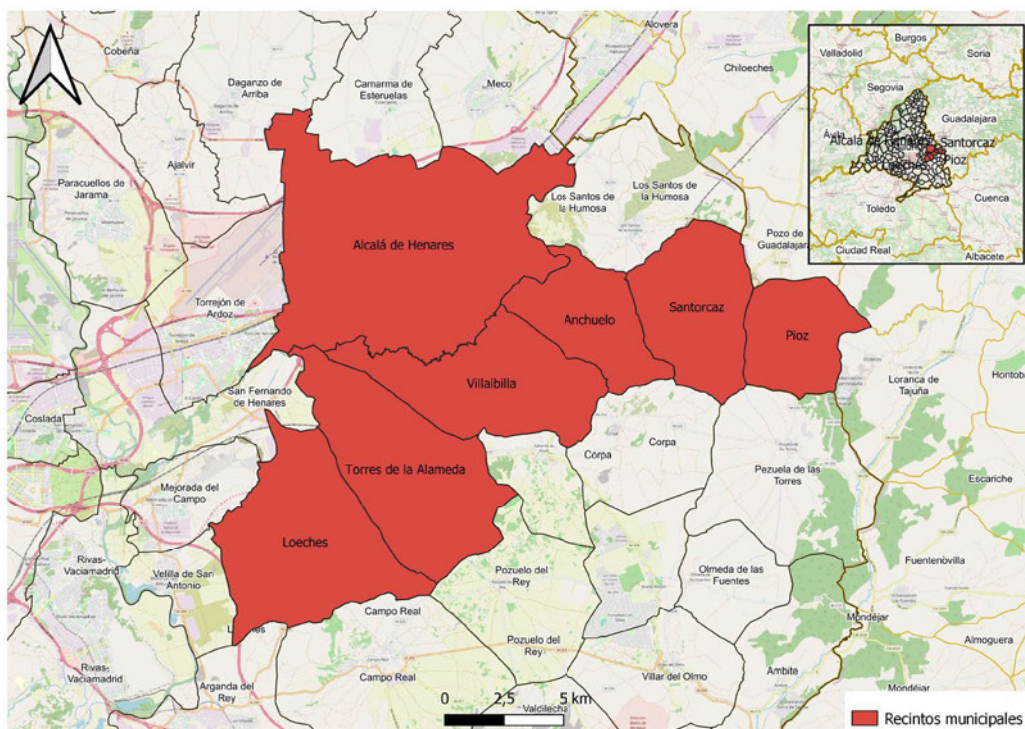 Cobeña
Alovera
Daganzo de
Arriba
Camarma de
Esteruelas
Meco
Chiloeches
Ajalvir
Paracuellos de
Jarama
Los Santos de
la Humosa
Los Santos de
la Humosa
Alcalá de Henares
Pozo de
Guadalajara
Torrejón de
Ardoz
Anchuelo
Santorcaz
Pioz
Villalbilla
San Fernando
de Henares
Loranca de
Tajuña
Hontoba
Coslada
Torres de la Alameda
Corpa
Corpa
Pezuela de las
Torres
Escariche
Mejorada del
Campo
Loeches
Rivas-
Vaciamadrid
Velilla de San
Antonio
Pozuelo del
Rey
Olmeda de las
Fuentes
Fuentenovilla
Campo Real
Mondéjar
Almoguera
Rivas-
Vaciamadrid
Pozuelo del
Rey
Campo Real
Villar del Olmo
Ambite
Mondéjar
Arganda del
Rey
Valdilecha
0 2,5 5 km
Recintos municipales
Burgos
Valladolid
Soria
Segovia
Guadalajara
Ávila
Alcalá de Henares
Santorcaz
Loeches
Pioz
Toledo
Cuenca
Ciudad Real
Albacete